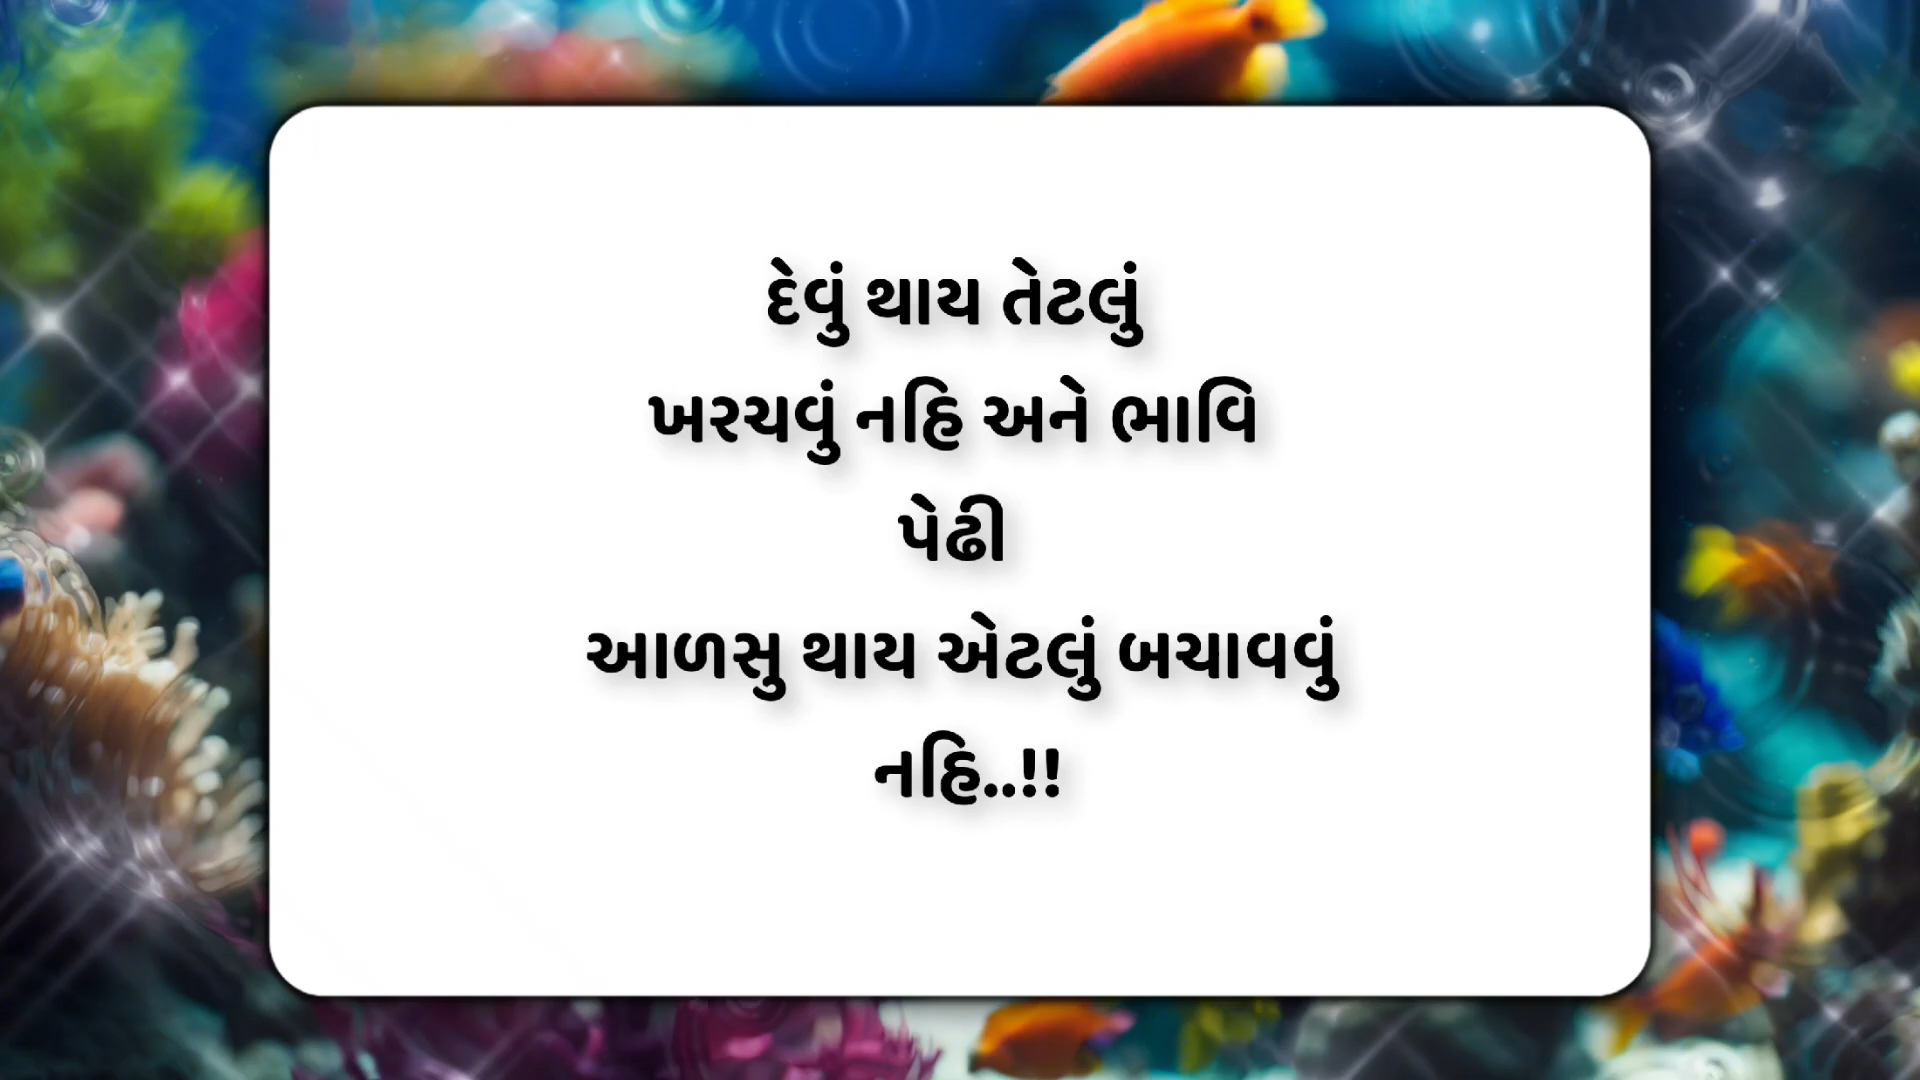 દેવું થાય તેટલું
ખરચવું નહિ અને ભાવિ
પેઢી
આળસુ થાય એટલું બચાવવું
નહિ..!!